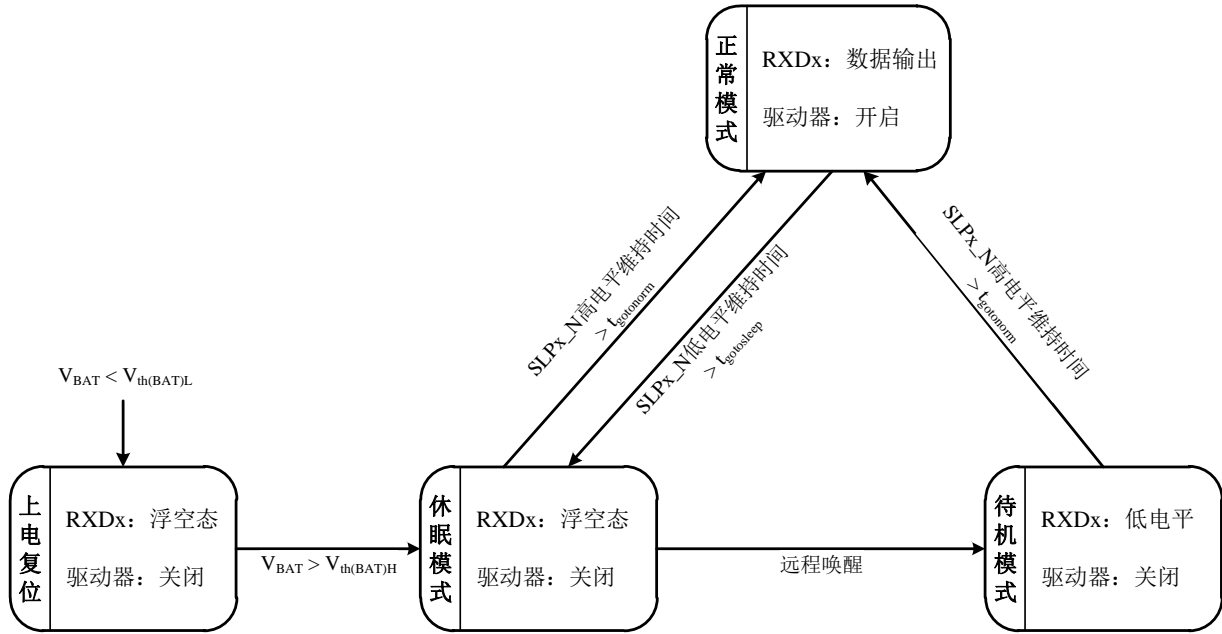 正常模式
RXDx：数据输出
驱动器：开启
SLPx_N高电平维持时间
> tgotonorm
SLPx_N低电平维持时间
> tgotosleep
SLPx_N高电平维持时间
> tgotonorm
VBAT < Vth(BAT)L
上电复位
RXDx：浮空态
驱动器：关闭
VBAT > Vth(BAT)H
休眠模式
RXDx：浮空态
驱动器：关闭
远程唤醒
待机模式
RXDx：低电平
驱动器：关闭